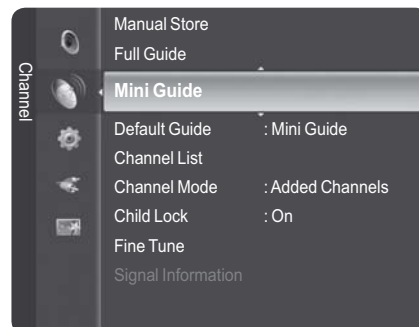 Channel
Manual Store
Full Guide
Mini Guide
Default Guide : Mini Guide
Channel List
Channel Mode : Added Channels
Child Lock : On
Fine Tune
Signal Information